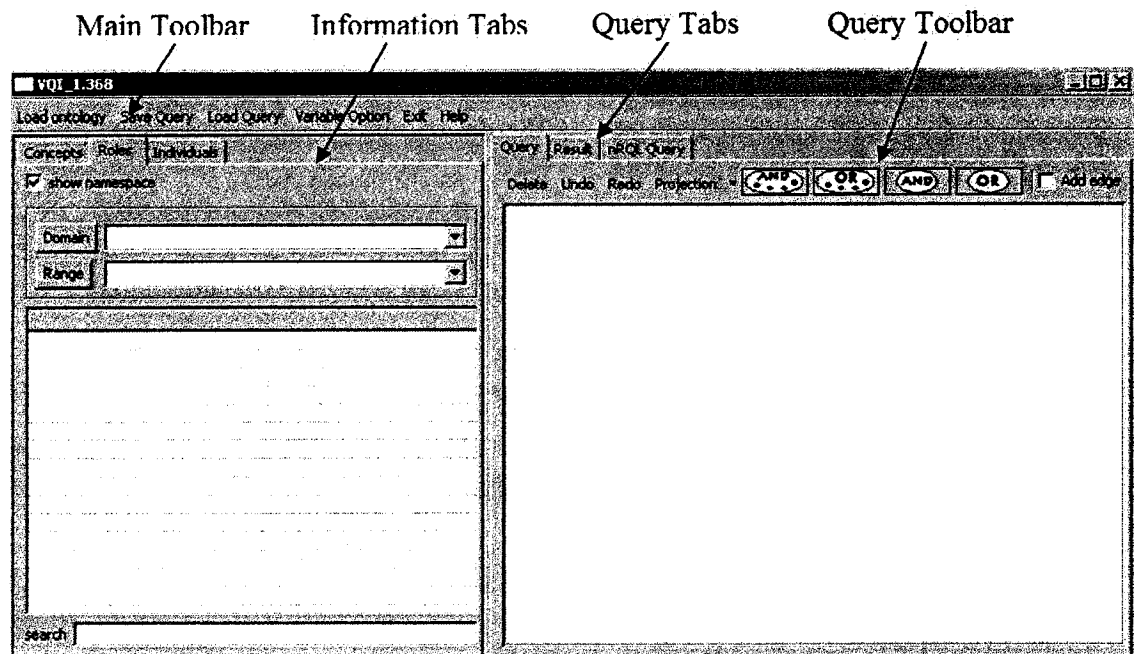 Main Toolbar Information Tabs Query Tabs Query Toolbar
VQI_1.368
Load ontology Save Query Load Query Variable Option Exit Help
Concepts Roles Individuals
Query Result nRQL Query
show namespace
Delete Undo Redo Projection AND OR AND OR Add edge
Domain
Range
search